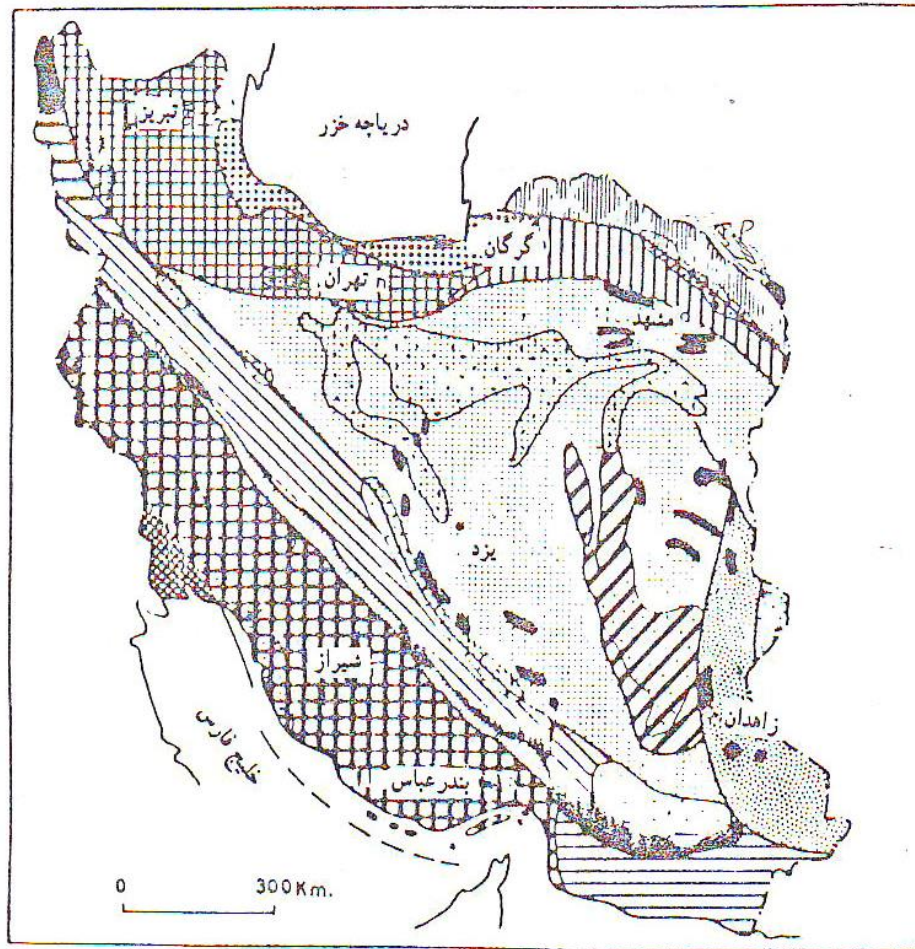 تبریز
دریاچه خزر
گرگان
تهران
مشهد
یزد
شیراز
زاهدان
خلیج فارس
بندرعباس
0 300Km.